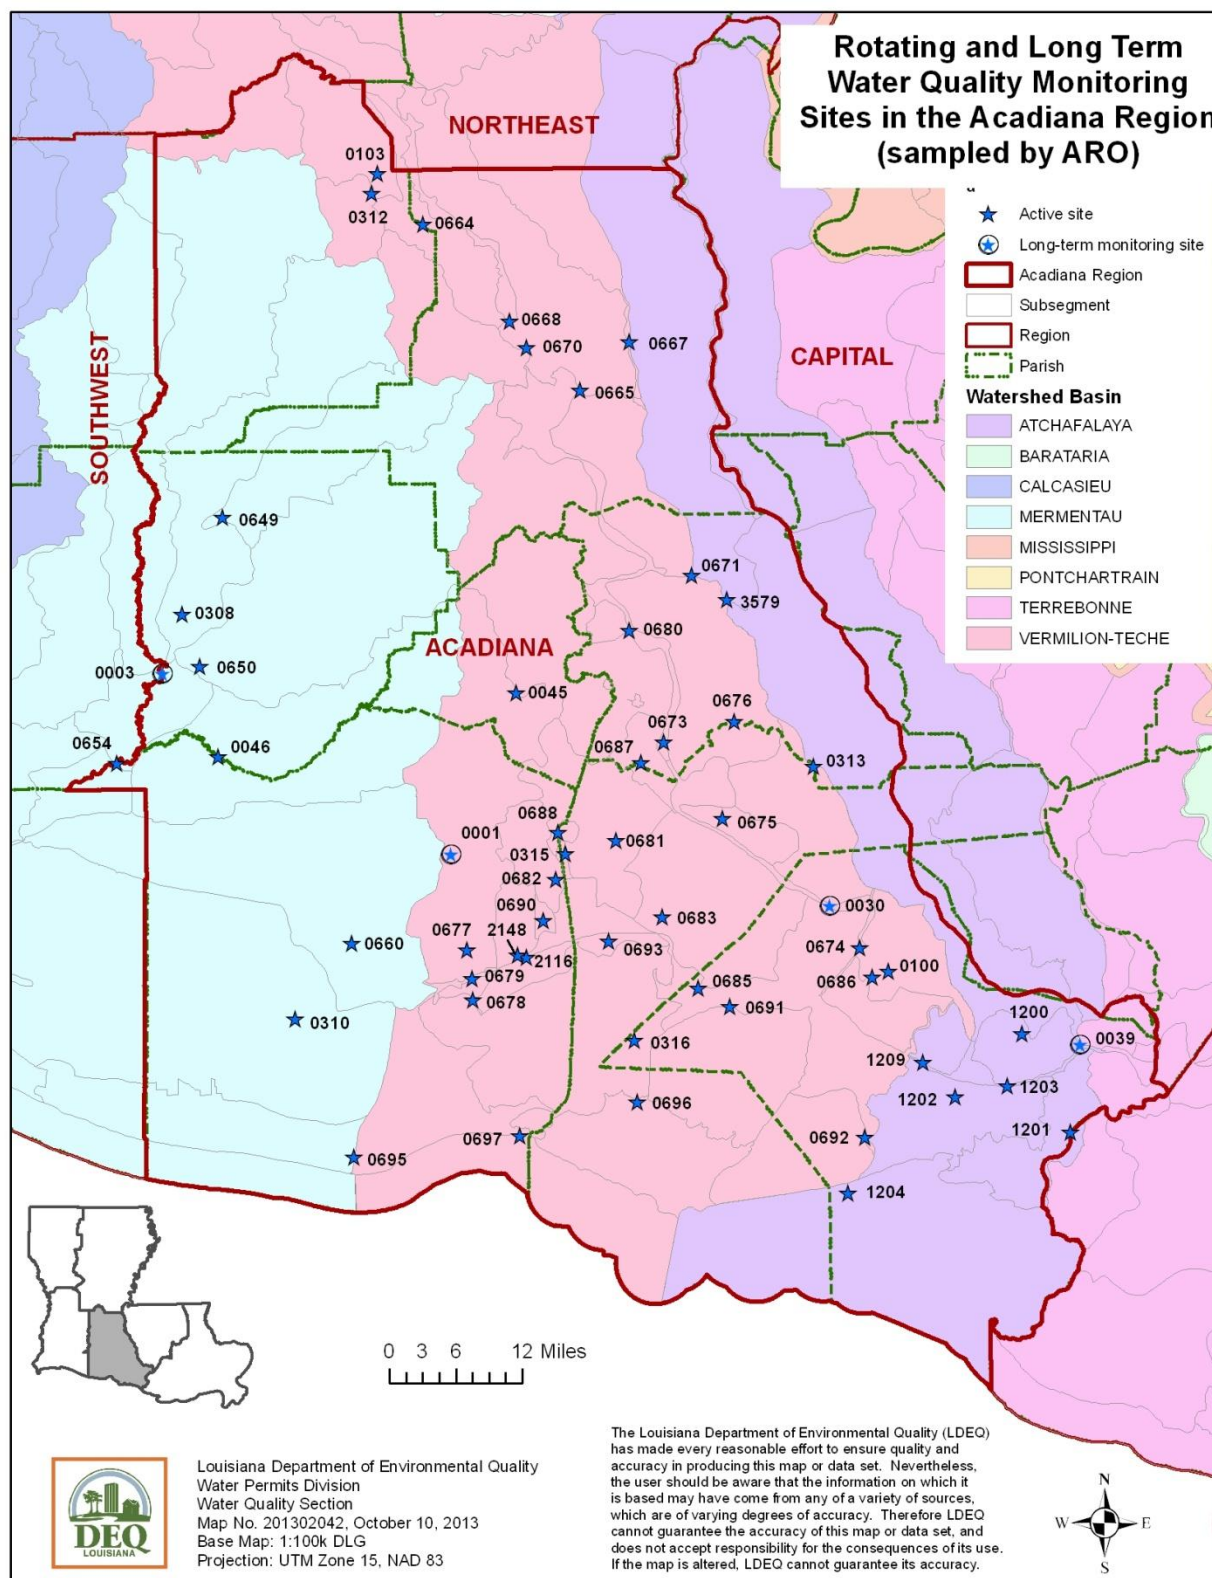 Rotating and Long Term
Water Quality Monitoring
Sites in the Acadiana Region
(sampled by ARO)
Active site
Long-term monitoring site
Acadiana Region
Subsegment
Region
Parish
Watershed Basin
ATCHAFALAYA
BARATARIA
CALCASIEU
MERMENTAU
MISSISSIPPI
PONTCHARTRAIN
TERREBONNE
VERMILION-TECHE
NORTHEAST
CAPITAL
SOUTHWEST
ACADIANA
0103
0312
0664
0668
0670
0667
0665
0649
0671
3579
0308
0680
0003
0650
0045
0676
0673
0654
0046
0687
0313
0688
0001
0675
0315
0681
0682
0690
0030
0683
0677
2148
0660
0693
0674
2116
0679
0100
0686
0685
0678
0691
0310
1200
0316
0039
1209
1203
1202
0696
1201
0697
0692
0695
1204
0 3 6 12 Miles
DEQ
LOUISIANA
Louisiana Department of Environmental Quality
Water Permits Division
Water Quality Section
Map No. 201302042, October 10, 2013
Base Map: 1:100k DLG
Projection: UTM Zone 15, NAD 83
The Louisiana Department of Environmental Quality (LDEQ)
has made every reasonable effort to ensure quality and
accuracy in producing this map or data set. Nevertheless,
the user should be aware that the information on which it
is based may have come from any of a variety of sources,
which are of varying degrees of accuracy. Therefore LDEQ
cannot guarantee the accuracy of this map or data set, and
does not accept responsibility for the consequences of its use.
If the map is altered, LDEQ cannot guarantee its accuracy.
N
W E
S